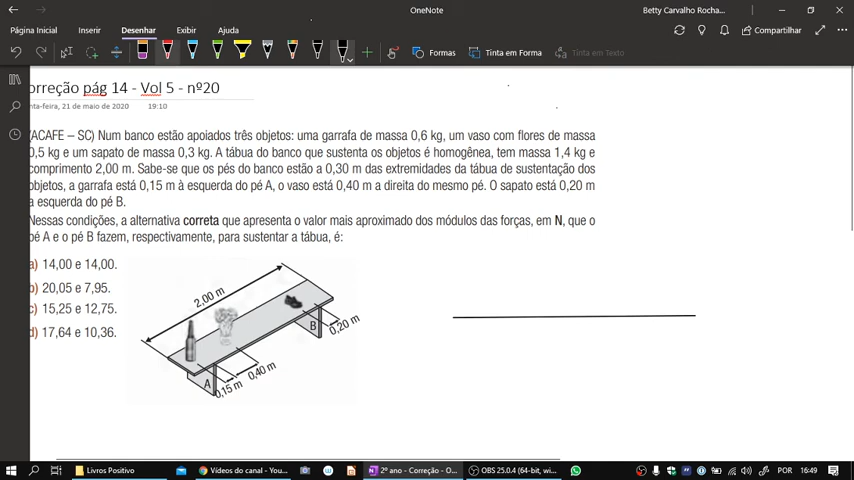 OneNote
Betty Carvalho Rocha...
Página Inicial Inserir Desenhar Exibir Ajuda
Compartilhar
Formas Tinta em Forma Tinta em Texto
orreção pág 14 - Vol 5 - nº20
nta-feira, 21 de maio de 2020 19:10
(ACAFE – SC) Num banco estão apoiados três objetos: uma garrafa de massa 0,6 kg, um vaso com flores de massa
0,5 kg e um sapato de massa 0,3 kg. A tábua do banco que sustenta os objetos é homogênea, tem massa 1,4 kg e
comprimento 2,00 m. Sabe-se que os pés do banco estão a 0,30 m das extremidades da tábua de sustentação dos
objetos, a garrafa está 0,15 m à esquerda do pé A, o vaso está 0,40 m a direita do mesmo pé. O sapato está 0,20 m
a esquerda do pé B.
Nessas condições, a alternativa correta que apresenta o valor mais aproximado dos módulos das forças, em N, que o
pé A e o pé B fazem, respectivamente, para sustentar a tábua, é:
a) 14,00 e 14,00.
b) 20,05 e 7,95.
c) 15,25 e 12,75.
d) 17,64 e 10,36.
2,00 m
B
0,20 m
A
0,40 m
0,15 m
Livros Positivo
Vídeos do canal - You...
2º ano - Correção - O...
OBS 25.0.4 (64-bit, wi...
POR 16:49